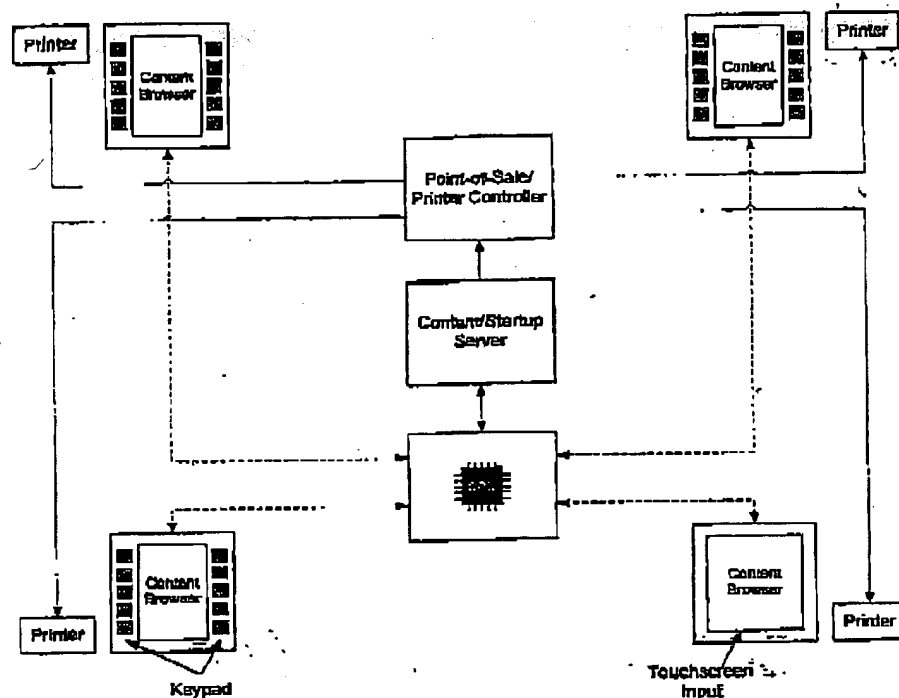 Printer
Content
Browser
Content
Browser
Printer
Point-of-Sale/
Printer Controller
Content/Startup
Server
Content
Browser
Content
Browser
Printer
Printer
Keypad
Touchscreen
Input